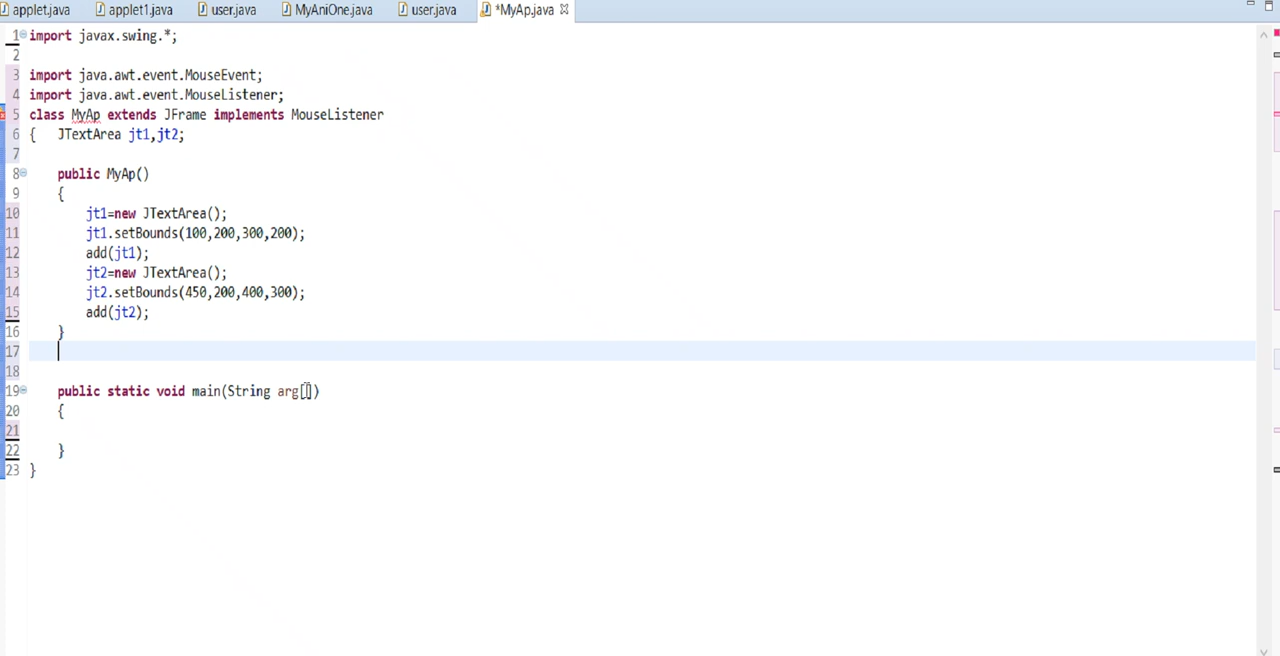 applet.java applet1.java user.java MyAniOne.java user.java *MyAp.java
1 import javax.swing.*;
2
3 import java.awt.event.MouseEvent;
4 import java.awt.event.MouseListener;
5 class MyAp extends JFrame implements MouseListener
6 { JTextArea jt1,jt2;
7
8 public MyAp()
9 {
10 jt1=new JTextArea();
11 jt1.setBounds(100,200,300,200);
12 add(jt1);
13 jt2=new JTextArea();
14 jt2.setBounds(450,200,400,300);
15 add(jt2);
16 }
17
18
19 public static void main(String arg[])
20 {
21
22 }
23 }